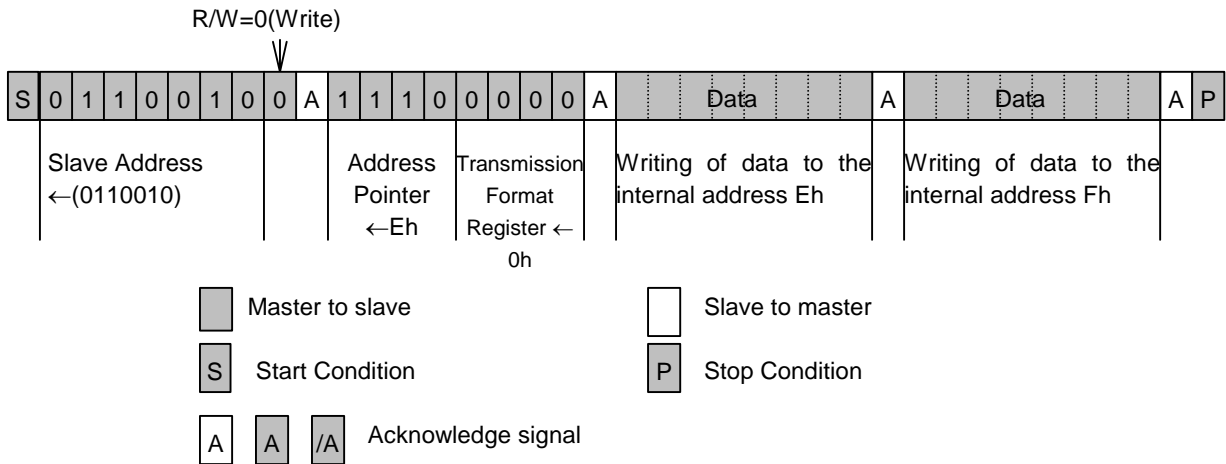 R/W=0(Write)
S 0 1 1 0 0 1 0 0 A 1 1 1 0 0 0 0 0 A Data A Data A P
Slave Address
←(0110010)
Address
Pointer
←Eh
Transmission
Format
Register ←
0h
Writing of data to the
internal address Eh
Writing of data to the
internal address Fh
Master to slave
Slave to master
S Start Condition
P Stop Condition
A A /A Acknowledge signal